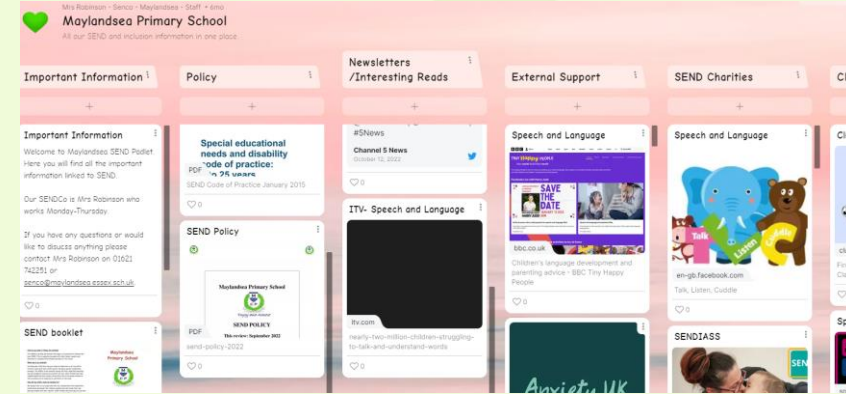 Mrs Robinson - Senco - Maylandsea - Staff • 6mo
Maylandsea Primary School
All our SEND and inclusion information in one place
Important Information
Policy
Newsletters
/Interesting Reads
External Support
SEND Charities
Important Information
Welcome to Maylandsea SEND Padlet.
Here you will find all the important
information linked to SEND.
Our SENDCo is Mrs Robinson who
works Monday-Thursday.
If you have any questions or would
like to disucss anything please
contact Mrs Robinson on 01621
742251 or
senco@maylandsea.essex.sch.uk.
0
SEND booklet
Maylandsea
Primary School
Special educational
needs and disability
code of practice:
25 years
PDF
SEND Code of Practice January 2015
0
SEND Policy
Maylandsea Primary School
SEND POLICY
This review: September 2022
PDF
send-policy-2022
0
#5News
Channel 5 News
October 12, 2022
0
ITV- Speech and Language
itv.com
nearly-two-million-children-struggling-
to-talk-and-understand-words
0
Speech and Language
SAVE
THE
DATE
bbc.co.uk
Children's language development and
parenting advice - BBC Tiny Happy
People
0
Anxiety UK
Speech and Language
Talk
Listen
Cuddle
en-gb.facebook.com
Talk, Listen, Cuddle
0
SENDIASS
SEN